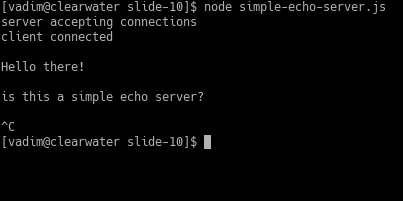 [vadim@clearwater slide-10]$ node simple-echo-server.js
server accepting connections
client connected
Hello there!
is this a simple echo server?
^C
[vadim@clearwater slide-10]$